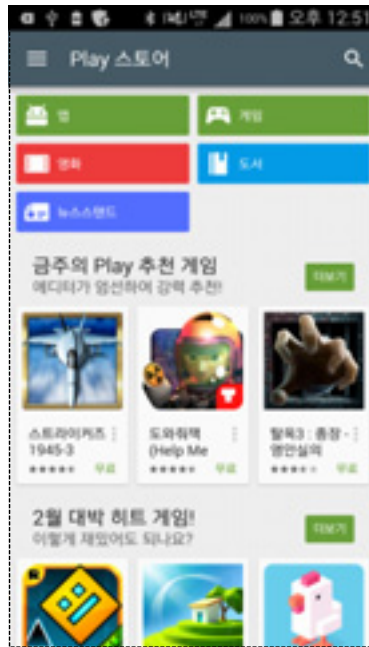 100% 오후 12:51
Play 스토어
앱 게임
영화 도서
뉴스스탠드
금주의 Play 추천 게임
에디터가 엄선하여 강력 추천! 더보기
스트라이커즈 도와줘잭 탈옥3 : 종장 -
1945-3 (Help Me 영안실의
무료 무료 무료
2월 대박 히트 게임!
이렇게 재밌어도 되나요? 더보기